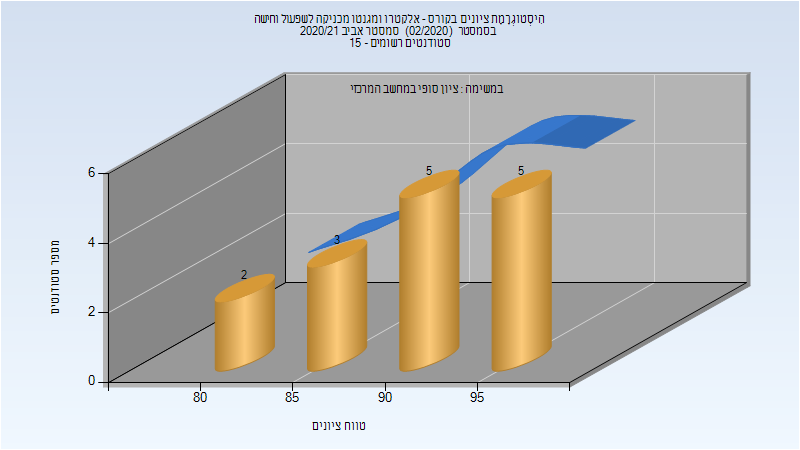 היסטוגרמת ציונים בקורס - אלקטרו ומגנטו מכניקה לשפעול וחישה
בסמסטר (02/2020) סמסטר אביב 2020/21
סטודנטים רשומים - 15
במשימה : ציון סופי במחשב המרכזי
מספר סטודנטים
6
4
2
0
2
3
5
5
80
85
90
95
טווח ציונים